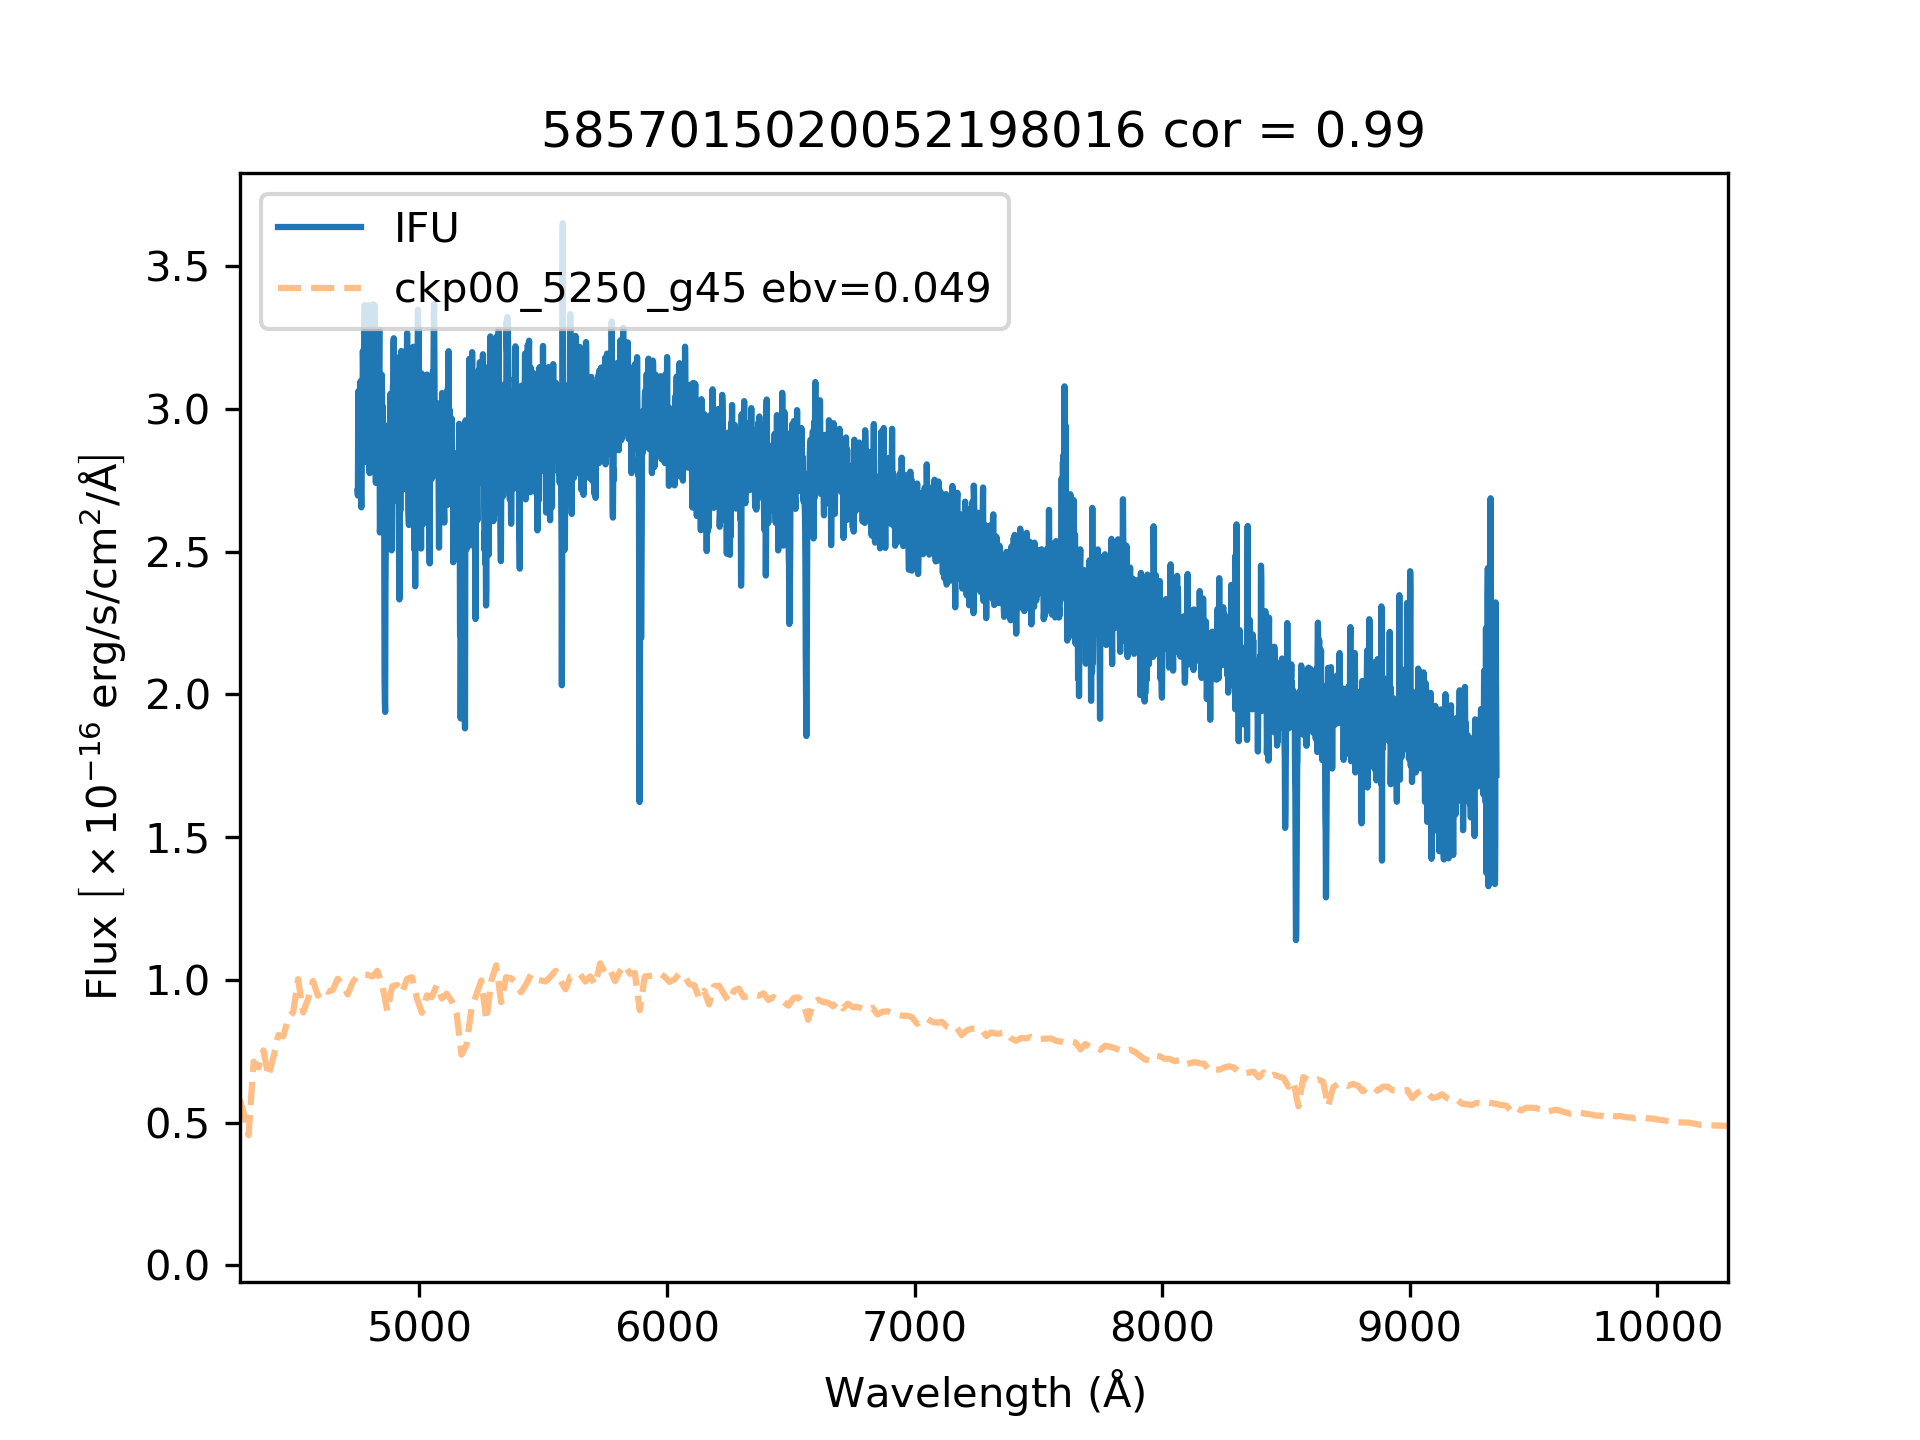 5857015020052198016 cor = 0.99
IFU
ckp00_5250_g45 ebv=0.049
Flux [×10⁻¹⁶ erg/s/cm²/Å]
3.5
3.0
2.5
2.0
1.5
1.0
0.5
0.0
5000 6000 7000 8000 9000 10000
Wavelength (Å)